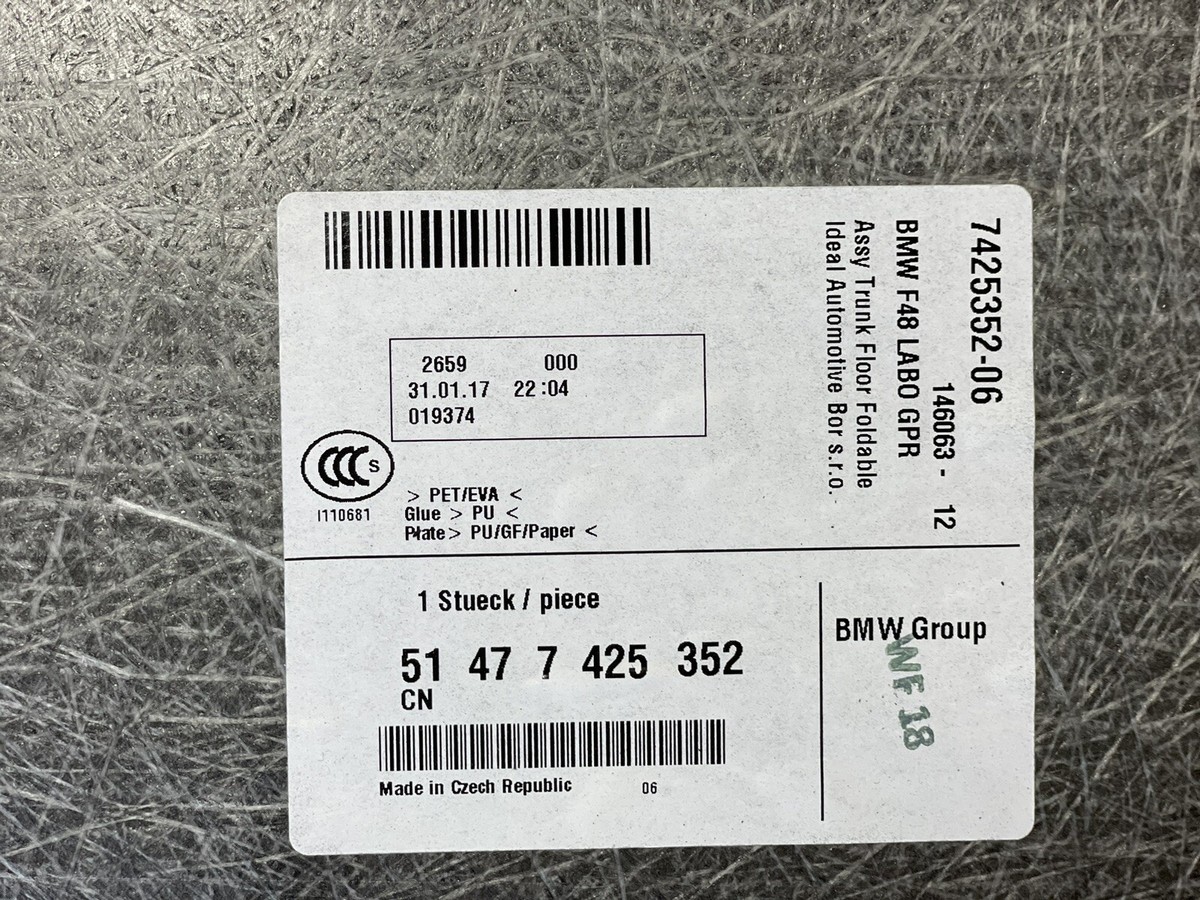 2659 000
31.01.17 22:04
019374
CCC S
I110681
> PET/EVA <
Glue > PU <
Plate > PU/GF/Paper <
7425352-06
146063 - 12
BMW F48 LABO GPR
Assy Trunk Floor Foldable
Ideal Automotive Bor s.r.o.
1 Stueck / piece
51 47 7 425 352
CN
Made in Czech Republic 06
BMW Group
WF 18